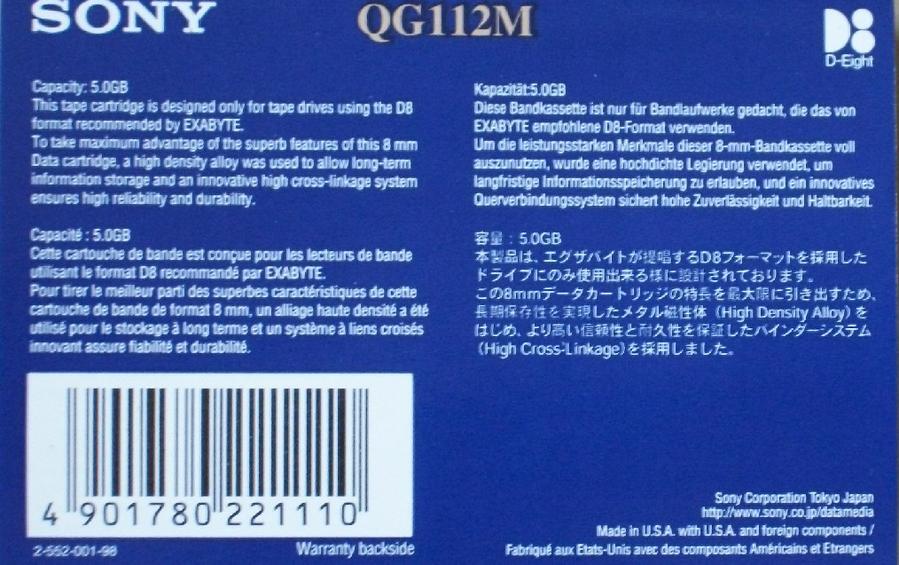 SONY
QG112M
D8
D-Eight
Capacity: 5.0GB
This tape cartridge is designed only for tape drives using the D8
format recommended by EXABYTE.
To take maximum advantage of the superb features of this 8 mm
Data cartridge, a high density alloy was used to allow long-term
information storage and an innovative high cross-linkage system
ensures high reliability and durability.
Capacité : 5.0GB
Cette cartouche de bande est conçue pour les lecteurs de bande
utilisant le format D8 recommandé par EXABYTE.
Pour tirer le meilleur parti des superbes caractéristiques de cette
cartouche de bande de format 8 mm, un alliage haute densité a été
utilisé pour le stockage à long terme et un système à liens croisés
innovant assure fiabilité et durabilité.
Kapazität:5.0GB
Diese Bandkassette ist nur für Bandlaufwerke gedacht, die das von
EXABYTE empfohlene D8-Format verwenden.
Um die leistungsstarken Merkmale dieser 8-mm-Bandkassette voll
auszunutzen, wurde eine hochdichte Legierung verwendet, um
langfristige Informationsspeicherung zu erlauben, und ein innovatives
Querverbindungssystem sichert hohe Zuverlässigkeit und Haltbarkeit.
容量：5.0GB
本製品は、エグザバイトが提唱するD8フォーマットを採用した
ドライブにのみ使用出来る様に設計されております。
この8mmデータカートリッジの特長を最大限に引き出すため、
長期保存性を実現したメタル磁性体（High Density Alloy）を
はじめ、より高い信頼性と耐久性を保証したバインダーシステム
（High Cross-Linkage）を採用しました。
4 901780 221110
2-552-001-98
Warranty backside
Sony Corporation Tokyo Japan
http://www.sony.co.jp/datamedia
Made in U.S.A. with U.S.A. and foreign components /
Fabriqué aux Etats-Unis avec des composants Américains et Etrangers